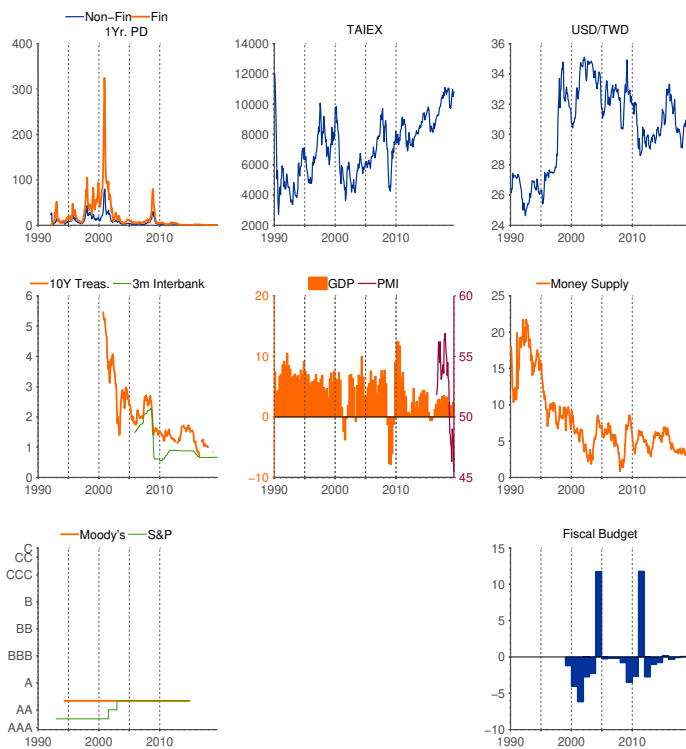 Non-Fin Fin
1Yr. PD
400
300
200
100
0
1990 2000 2010
TAIEX
14000
12000
10000
8000
6000
4000
2000
1990 2000 2010
USD/TWD
36
34
32
30
28
26
24
1990 2000 2010
10Y Treas. 3m Interbank
6
5
4
3
2
1
0
1990 2000 2010
GDP PMI
20
10
0
−10
60
55
50
45
1990 2000 2010
Money Supply
25
20
15
10
5
0
1990 2000 2010
Moody's S&P
C
CC
CCC
B
BB
BBB
A
AA
AAA
1990 2000 2010
Fiscal Budget
15
10
5
0
−5
−10
1990 2000 2010